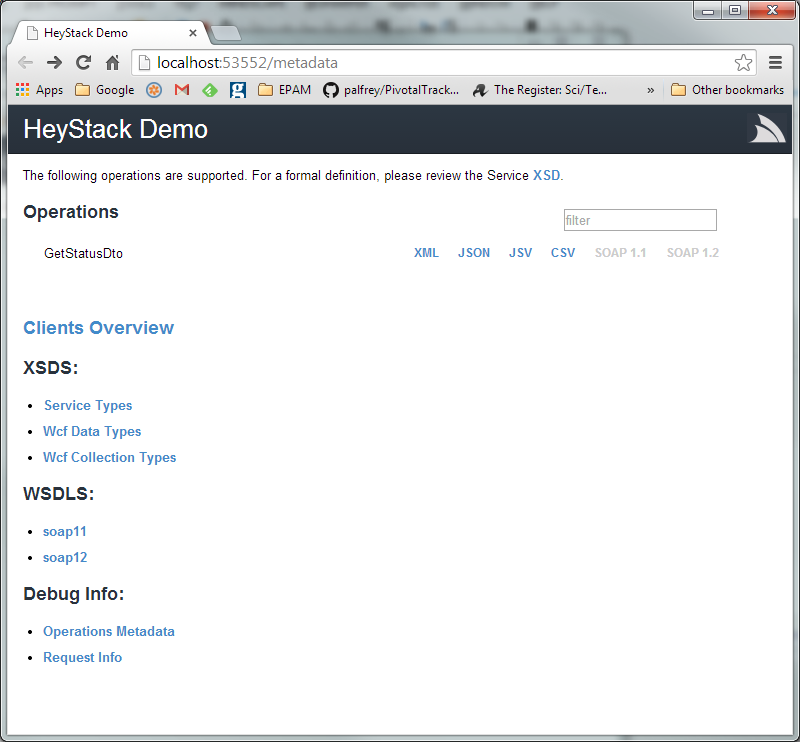 HeyStack Demo
localhost:53552/metadata
Apps Google EPAM palfrey/PivotalTrack... The Register: Sci/Te... » Other bookmarks
HeyStack Demo
The following operations are supported. For a formal definition, please review the Service XSD.
Operations
filter
GetStatusDto XML JSON JSV CSV SOAP 1.1 SOAP 1.2
Clients Overview
XSDS:
Service Types
Wcf Data Types
Wcf Collection Types
WSDLS:
soap11
soap12
Debug Info:
Operations Metadata
Request Info